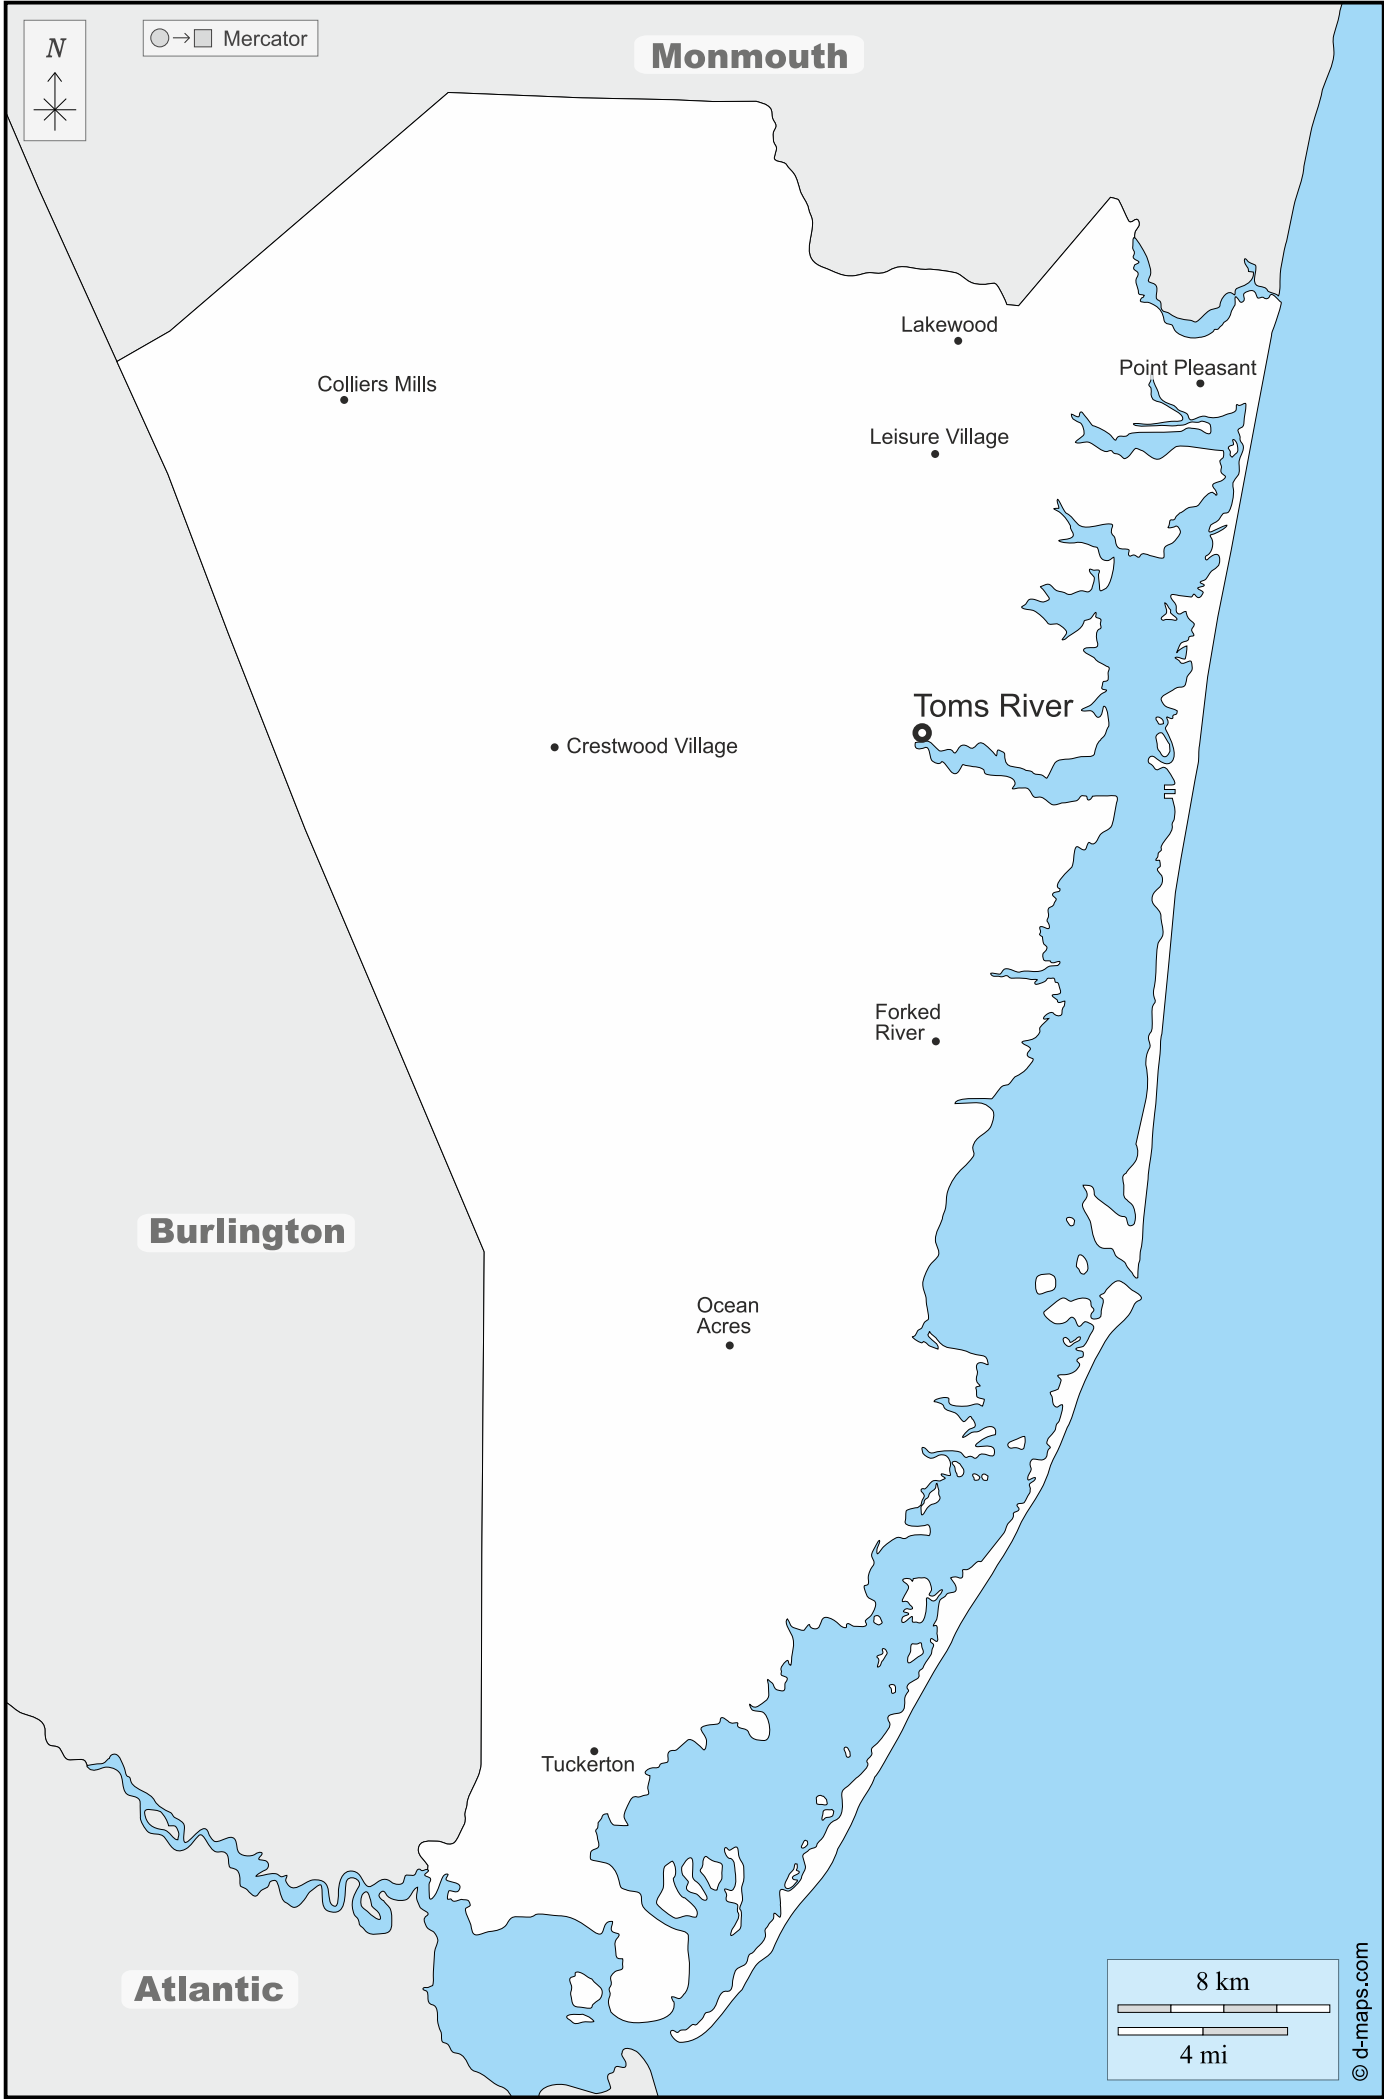 N
Mercator
Monmouth
Lakewood
Point Pleasant
Colliers Mills
Leisure Village
Toms River
Crestwood Village
Forked
River
Burlington
Ocean
Acres
Tuckerton
Atlantic
8 km
4 mi
© d-maps.com